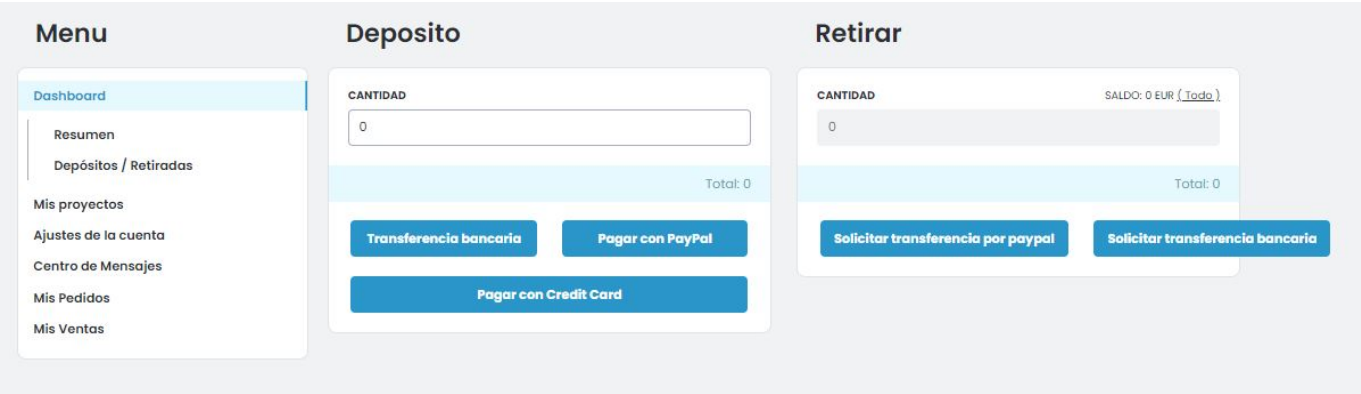 Menu
Dashboard
Resumen
Depósitos / Retiradas
Mis proyectos
Ajustes de la cuenta
Centro de Mensajes
Mis Pedidos
Mis Ventas
Deposito
CANTIDAD
0
Total: 0
Transferencia bancaria
Pagar con PayPal
Pagar con Credit Card
Retirar
CANTIDAD
SALDO: 0 EUR ( Todo )
0
Total: 0
Solicitar transferencia por paypal
Solicitar transferencia bancaria